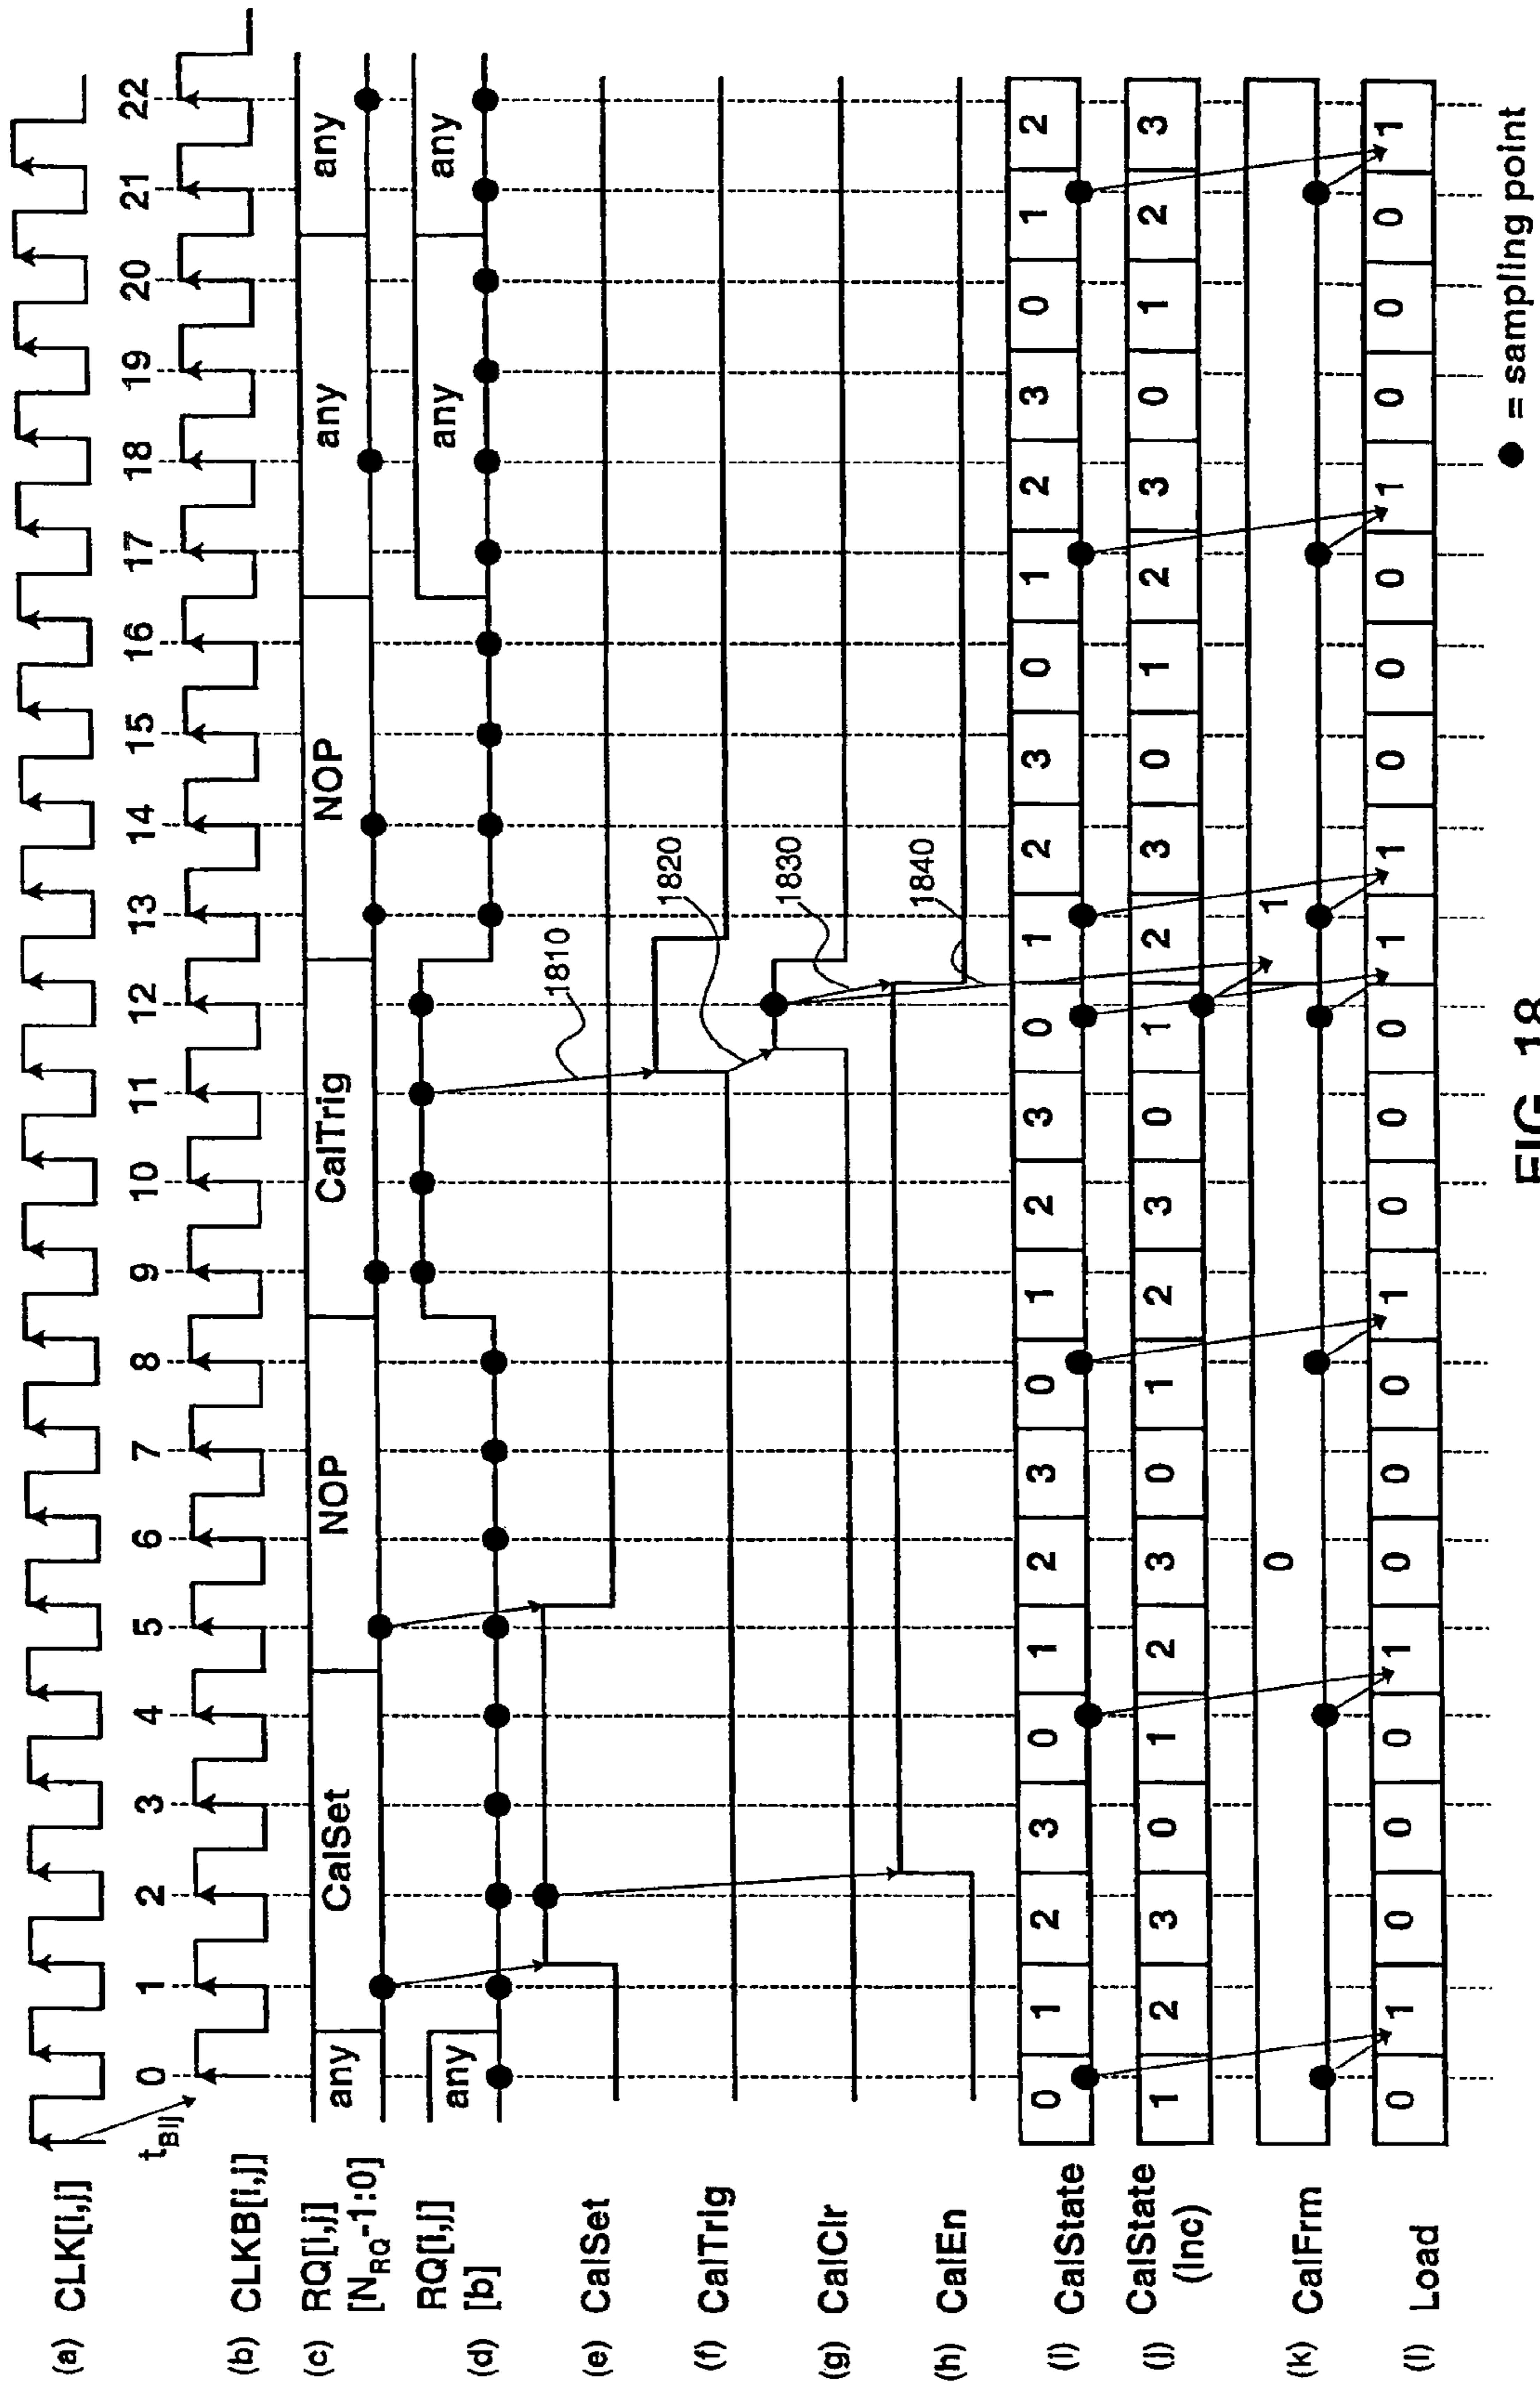 (a) CLK[i,j]
tBij 0 1 2 3 4 5 6 7 8 9 10 11 12 13 14 15 16 17 18 19 20 21 22
(b) CLKB[i,j]
(c) RQ[i,j]
[NRQ-1:0]
any CalSet NOP CalTrig NOP any any
RQ[i,j]
(d) [b]
any any any
(e) CalSet
1810
(f) CalTrig
1820
(g) CalClr
1830
(h) CalEn
1840
(i) CalState 0 1 2 3 0 1 2 3 0 1 2 3 0 1 2 3 0 1 2 3 0 1 2
(j) CalState
(Inc)
1 2 3 0 1 2 3 0 1 2 3 0 1 2 3 0 1 2 3 0 1 2 3
(k) CalFrm 0 1
(l) Load 0 1 0 0 0 1 0 0 0 1 0 0 0 1 1 0 0 0 1 0 0 0 1
● = sampling point
FIG. 18